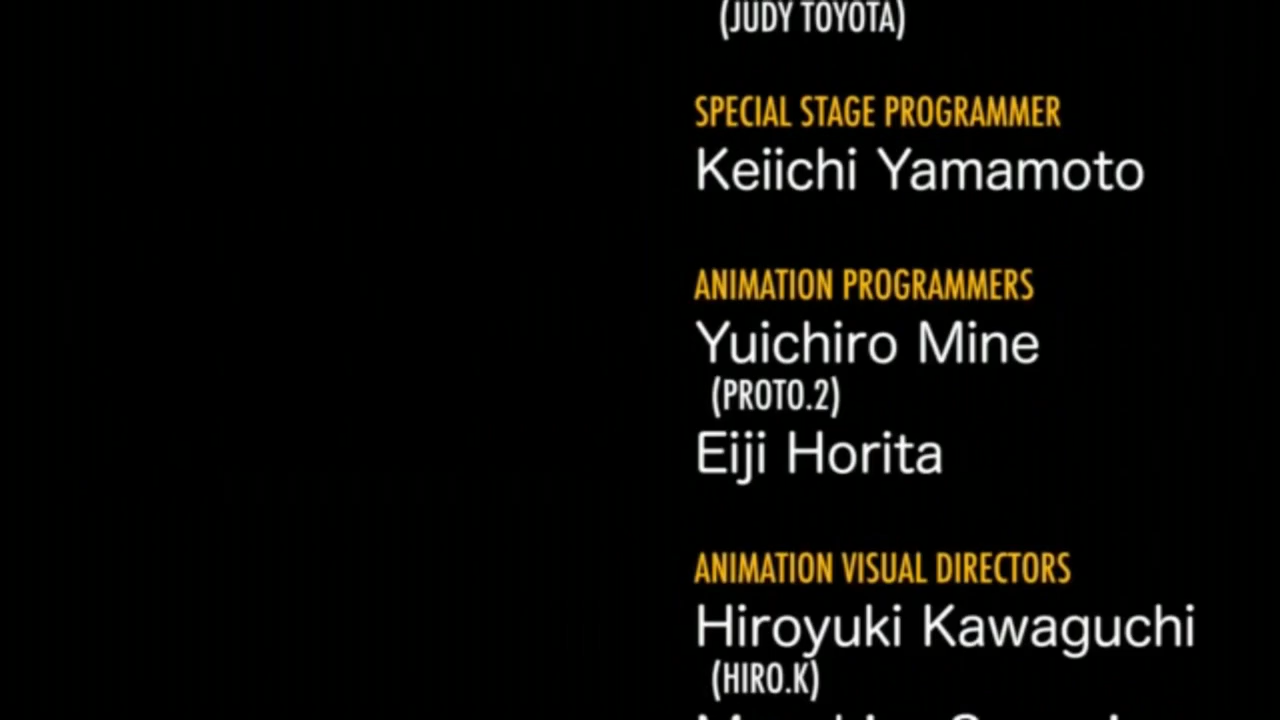 (JUDY TOYOTA)
SPECIAL STAGE PROGRAMMER
Keiichi Yamamoto
ANIMATION PROGRAMMERS
Yuichiro Mine
(PROTO.2)
Eiji Horita
ANIMATION VISUAL DIRECTORS
Hiroyuki Kawaguchi
(HIRO.K)